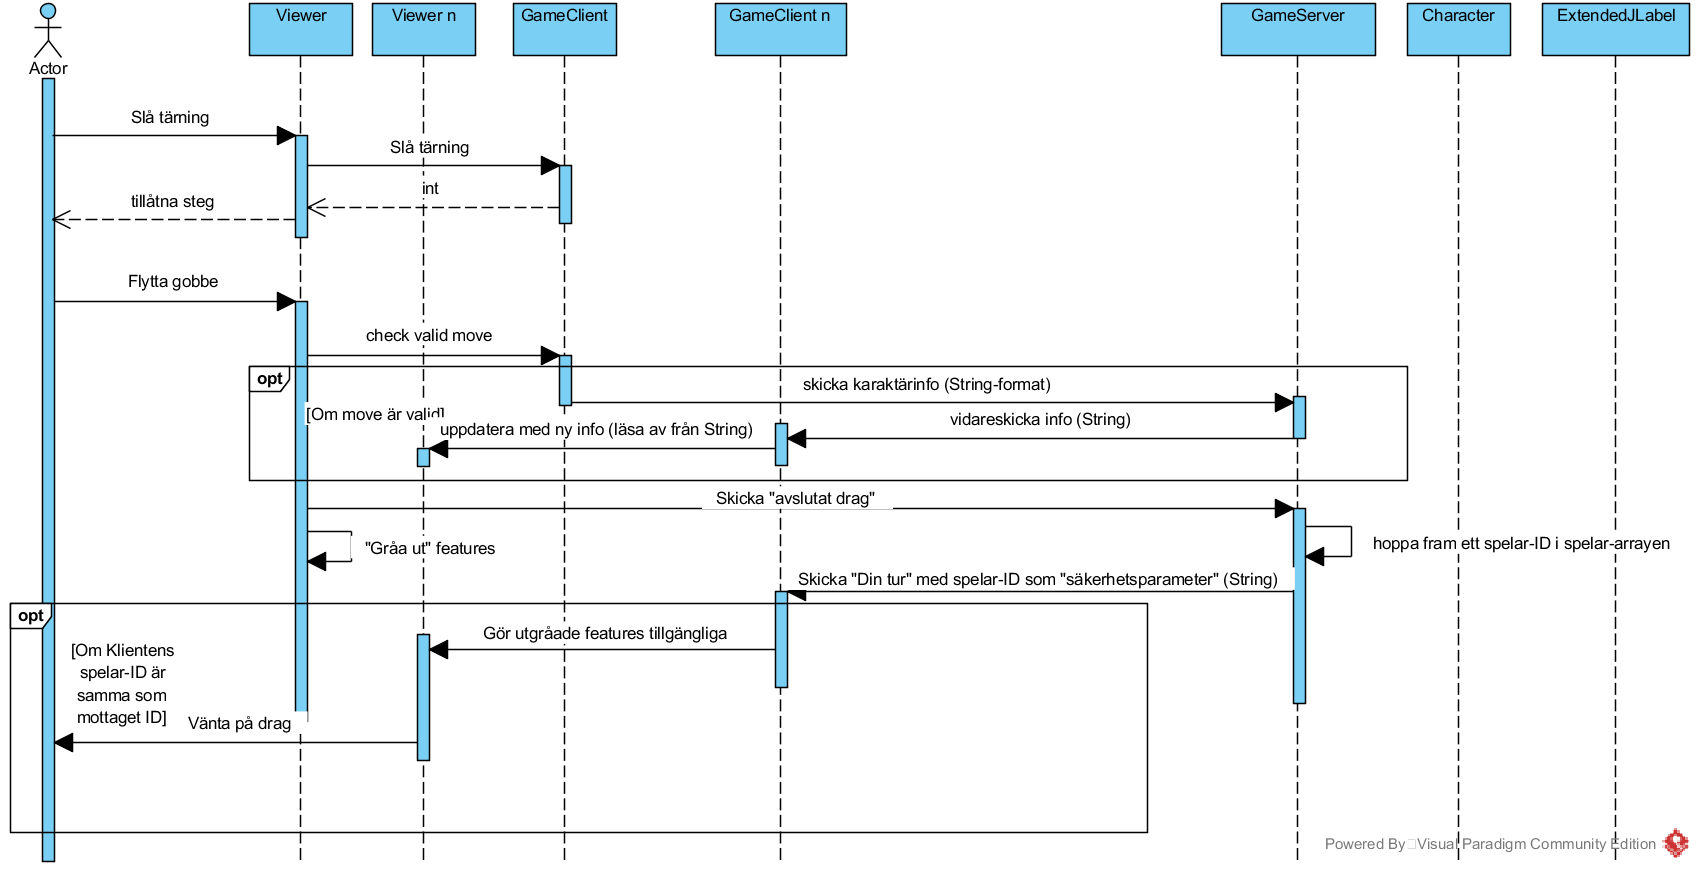 Viewer
Viewer n
GameClient
GameClient n
GameServer
Character
ExtendedJLabel
Actor
Slå tärning
Slå tärning
int
tillåtna steg
Flytta gobbe
check valid move
opt
skicka karaktärinfo (String-format)
[Om move är valid]
vidareskicka info (String)
uppdatera med ny info (läsa av från String)
Skicka "avslutat drag"
"Gråa ut" features
hoppa fram ett spelar-ID i spelar-arrayen
Skicka "Din tur" med spelar-ID som "säkerhetsparameter" (String)
opt
Gör utgråade features tillgängliga
[Om Klientens
spelar-ID är
samma som
mottaget ID]
Vänta på drag
Powered By Visual Paradigm Community Edition